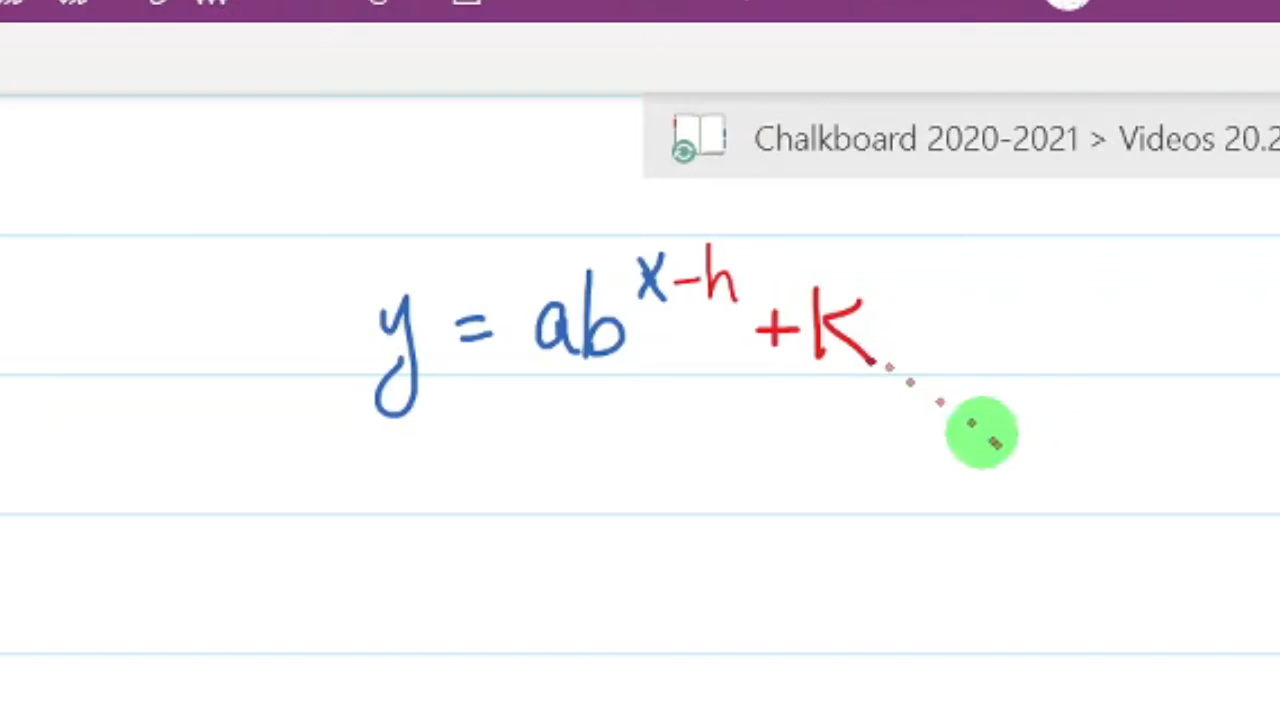 Chalkboard 2020-2021 > Videos 20.2
y = ab^{x-h} + K